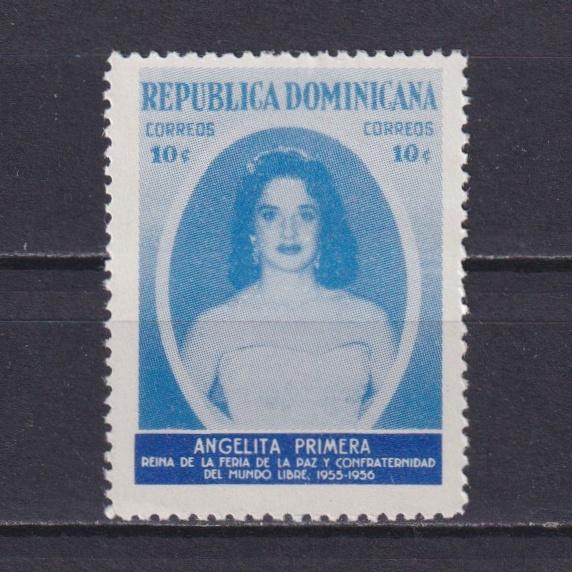 REPUBLICA DOMINICANA
CORREOS CORREOS
10¢ 10¢
ANGELITA PRIMERA
REINA DE LA FERIA DE LA PAZ Y CONFRATERNIDAD
DEL MUNDO LIBRE, 1955-1956